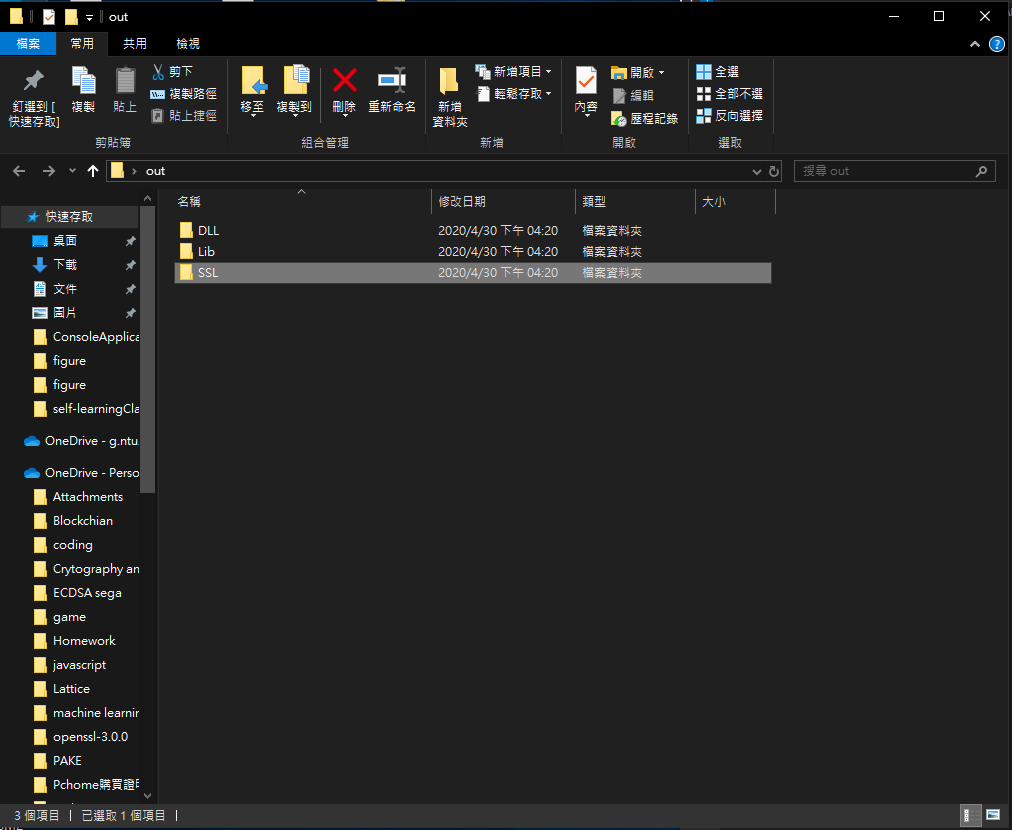 out
檔案 常用 共用 檢視
釘選到 [
快速存取]
複製
貼上
剪下
複製路徑
貼上捷徑
剪貼簿
移至
複製到
刪除
重新命名
組合管理
新增
資料夾
新增項目
輕鬆存取
新增
內容
開啟
編輯
歷程記錄
開啟
全選
全部不選
反向選擇
選取
out
搜尋 out
名稱 修改日期 類型 大小
DLL 2020/4/30 下午 04:20 檔案資料夾
Lib 2020/4/30 下午 04:20 檔案資料夾
SSL 2020/4/30 下午 04:20 檔案資料夾
快速存取
桌面
下載
文件
圖片
ConsoleApplica
figure
figure
self-learningCla
OneDrive - g.ntu.
OneDrive - Perso
Attachments
Blockchian
coding
Crytography an
ECDSA sega
game
Homework
javascript
Lattice
machine learnin
openssl-3.0.0
PAKE
Pchome購買證明
3 個項目 已選取 1 個項目